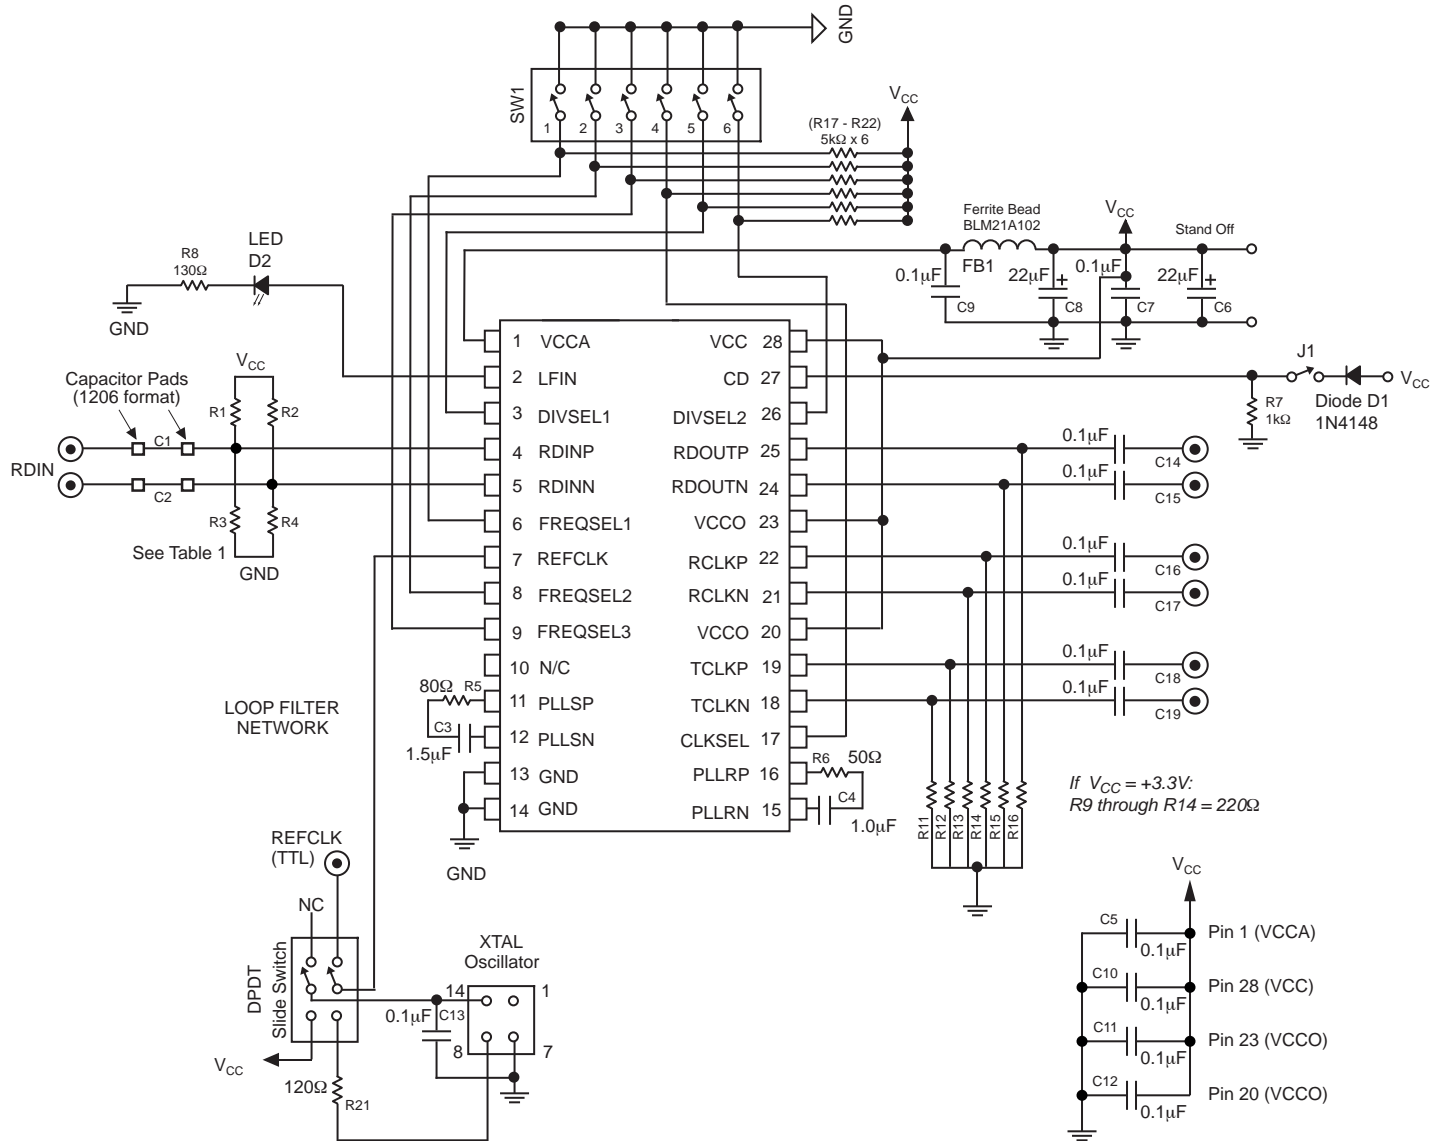 GND
SW1
1 2 3 4 5 6
VCC
(R17 - R22)
5kΩ x 6
Ferrite Bead
BLM21A102
FB1
VCC
Stand Off
0.1µF
C9
22µF
+
C8
0.1µF
C7
22µF
+
C6
LED
D2
R8
130Ω
GND
VCC
Capacitor Pads
(1206 format)
R1
R2
C1
RDIN
C2
R3
R4
See Table 1
GND
1 VCCA
2 LFIN
3 DIVSEL1
4 RDINP
5 RDINN
6 FREQSEL1
7 REFCLK
8 FREQSEL2
9 FREQSEL3
10 N/C
11 PLLSP
12 PLLSN
13 GND
14 GND
VCC 28
CD 27
DIVSEL2 26
RDOUTP 25
RDOUTN 24
VCCO 23
RCLKP 22
RCLKN 21
VCCO 20
TCLKP 19
TCLKN 18
CLKSEL 17
PLLRP 16
PLLRN 15
J1
VCC
R7
1kΩ
Diode D1
1N4148
0.1µF
C14
0.1µF
C15
0.1µF
C16
0.1µF
C17
0.1µF
C18
0.1µF
C19
LOOP FILTER
NETWORK
80Ω
R5
C3
1.5µF
GND
R6
50Ω
C4
1.0µF
R11
R12
R13
R14
R15
R16
If VCC = +3.3V:
R9 through R14 = 220Ω
REFCLK
(TTL)
NC
DPDT
Slide Switch
VCC
120Ω
R21
XTAL
Oscillator
14
1
0.1µF
C13
8
7
VCC
C5
0.1µF
Pin 1 (VCCA)
C10
0.1µF
Pin 28 (VCC)
C11
0.1µF
Pin 23 (VCCO)
C12
0.1µF
Pin 20 (VCCO)